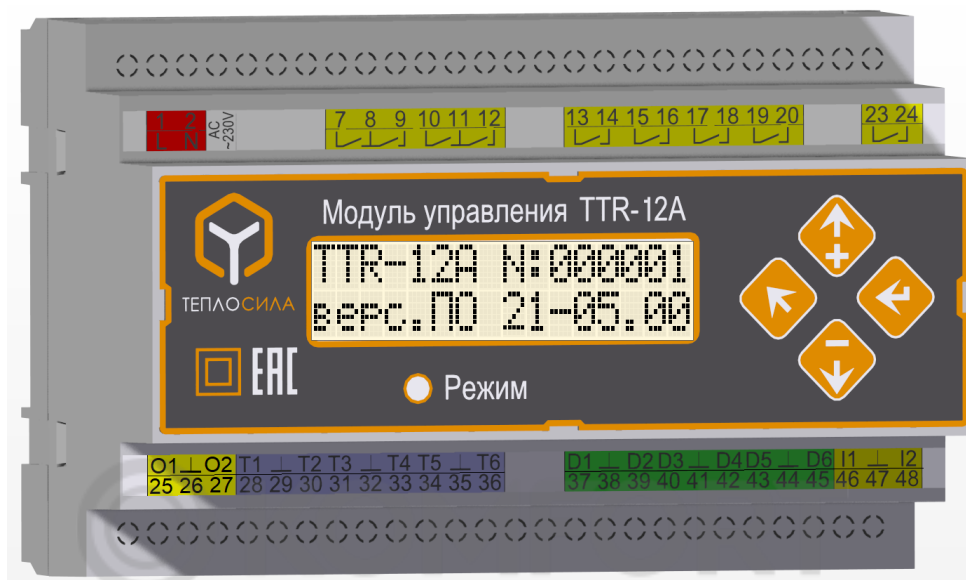 1 2 AC ~230V 7 8 9 10 11 12 13 14 15 16 17 18 19 20 23 24
L N
Модуль управления TTR-12A
TTR-12A N:000001
верс.ПО 21-05.00
ТЕПЛОСИЛА
EAC
Режим
O1 O2 T1 T2 T3 T4 T5 T6 D1 D2 D3 D4 D5 D6 I1 I2
25 26 27 28 29 30 31 32 33 34 35 36 37 38 39 40 41 42 43 44 45 46 47 48